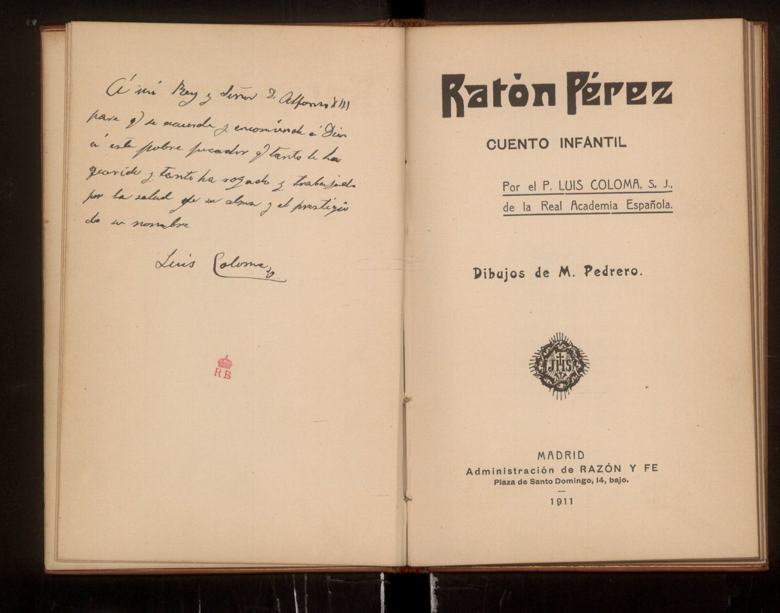 Á mi Rey y Señor D. Alfonso XIII
para q se acuerde y encomiende á Dios
á este pobre pecador q tanto le ha
querido y tanto ha rogado y trabajado
por la salud de su alma y el prestigio
de su nombre
Luis Coloma
RB
Ratón Pérez
CUENTO INFANTIL
Por el P. LUIS COLOMA, S. J.,
de la Real Academia Española.
Dibujos de M. Pedrero.
JHS
MADRID
Administración de RAZÓN Y FE
Plaza de Santo Domingo, 14, bajo.
1911